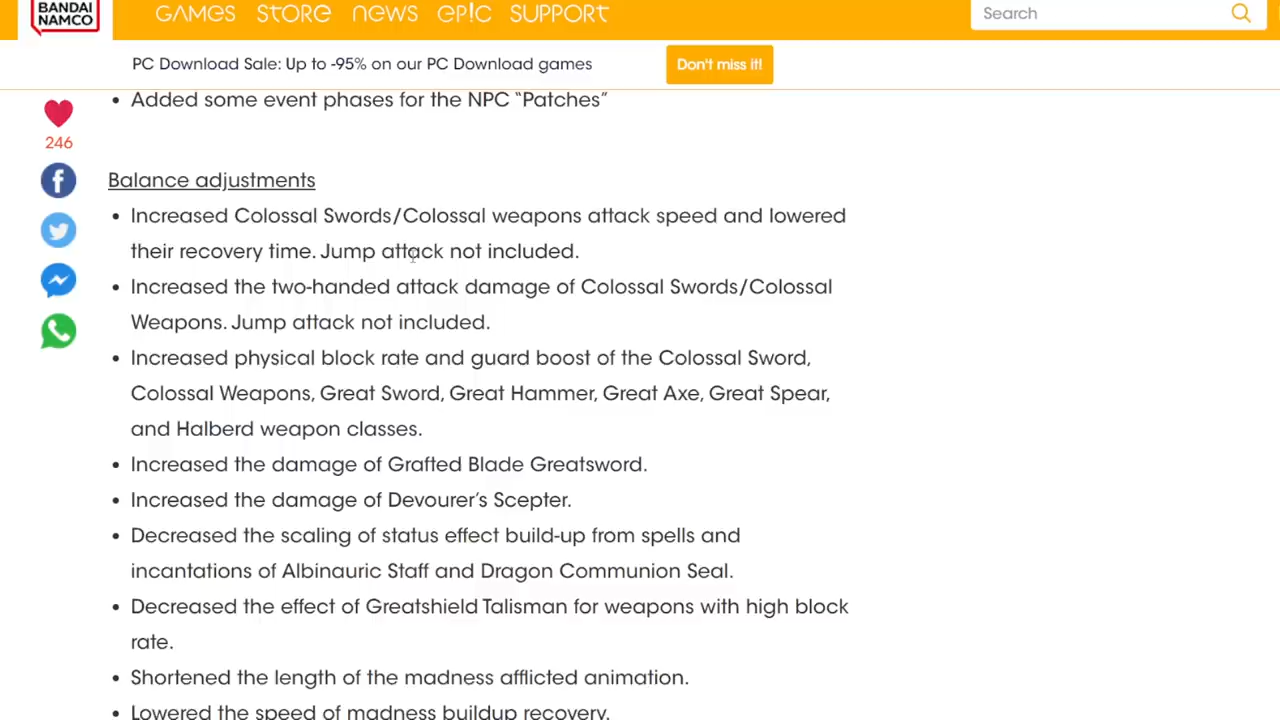 BANDAI
NAMCO
GAMES STORE NEWS EP!C SUPPORT
Search
PC Download Sale: Up to -95% on our PC Download games
Don't miss it!
• Added some event phases for the NPC “Patches”
246
Balance adjustments
• Increased Colossal Swords/Colossal weapons attack speed and lowered
their recovery time. Jump attack not included.
• Increased the two-handed attack damage of Colossal Swords/Colossal
Weapons. Jump attack not included.
• Increased physical block rate and guard boost of the Colossal Sword,
Colossal Weapons, Great Sword, Great Hammer, Great Axe, Great Spear,
and Halberd weapon classes.
• Increased the damage of Grafted Blade Greatsword.
• Increased the damage of Devourer’s Scepter.
• Decreased the scaling of status effect build-up from spells and
incantations of Albinauric Staff and Dragon Communion Seal.
• Decreased the effect of Greatshield Talisman for weapons with high block
rate.
• Shortened the length of the madness afflicted animation.
• Lowered the speed of madness buildup recovery.